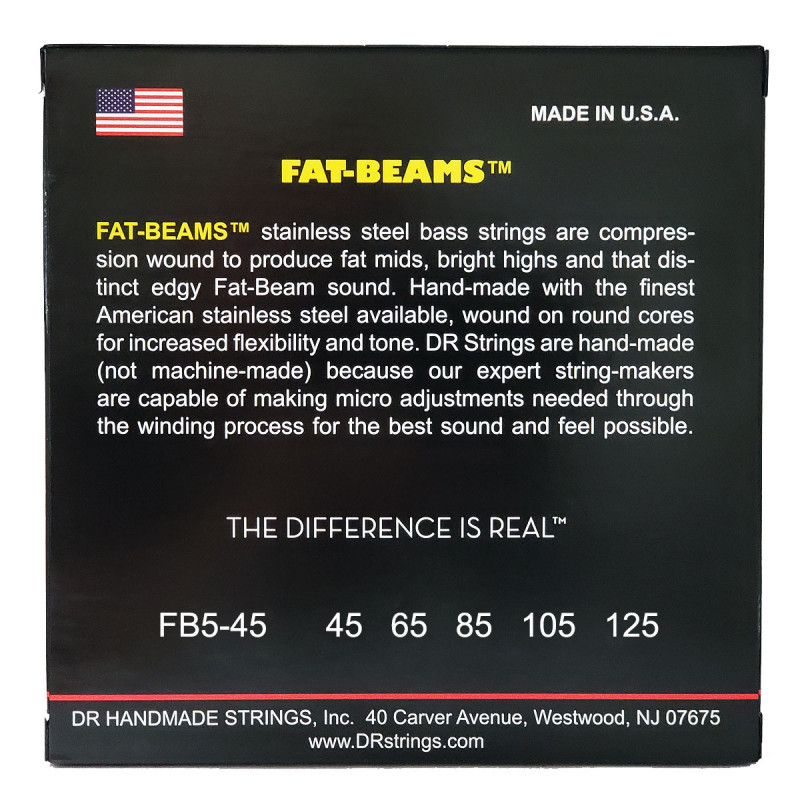 MADE IN U.S.A.
FAT-BEAMS™
FAT-BEAMS™ stainless steel bass strings are compres-
sion wound to produce fat mids, bright highs and that dis-
tinct edgy Fat-Beam sound. Hand-made with the finest
American stainless steel available, wound on round cores
for increased flexibility and tone. DR Strings are hand-made
(not machine-made) because our expert string-makers
are capable of making micro adjustments needed through
the winding process for the best sound and feel possible.
THE DIFFERENCE IS REAL™
FB5-45 45 65 85 105 125
DR HANDMADE STRINGS, Inc. 40 Carver Avenue, Westwood, NJ 07675
www.DRstrings.com